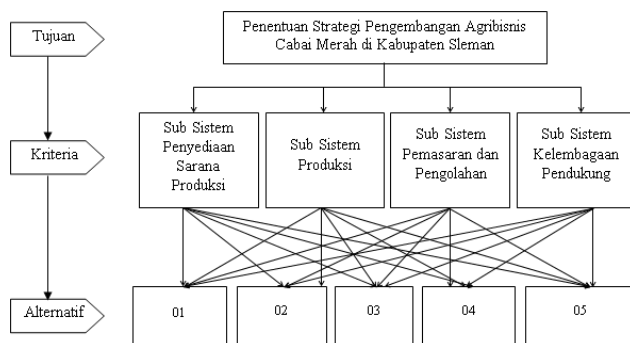 Tujuan
Penentuan Strategi Pengembangan Agribisnis
Cabai Merah di Kabupaten Sleman
Kriteria
Sub Sistem
Penyediaan
Sarana
Produksi
Sub Sistem
Produksi
Sub Sistem
Pemasaran dan
Pengolahan
Sub Sistem
Kelembagaan
Pendukung
Alternatif
01
02
03
04
05